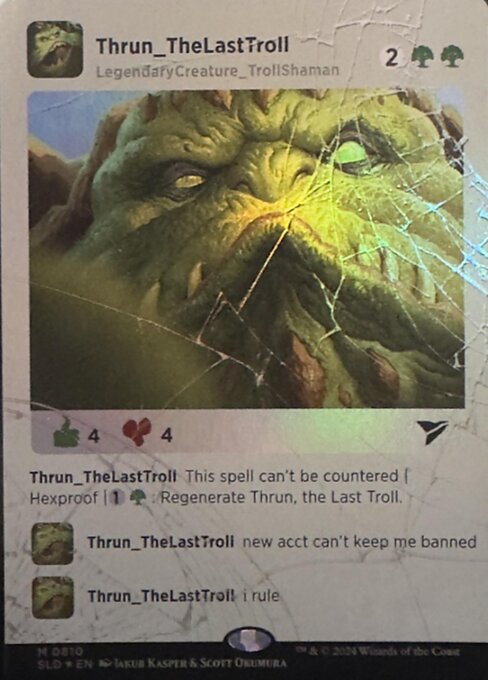 Thrun_TheLastTroll
2
LegendaryCreature_TrollShaman
4 4
Thrun_TheLastTroll This spell can't be countered |
Hexproof | 1 : Regenerate Thrun, the Last Troll.
Thrun_TheLastTroll new acct can't keep me banned
Thrun_TheLastTroll i rule
M 0810
SLD ★ EN Jakub Kasper & Scott Okumura
™ & © 2024 Wizards of the Coast